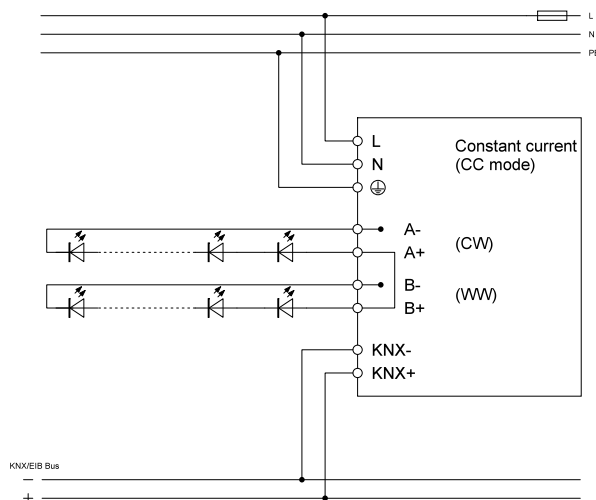 L
N
PE
L
Constant current
(CC mode)
N
A-
(CW)
A+
B-
(WW)
B+
KNX-
KNX+
KNX/EIB Bus
−
+